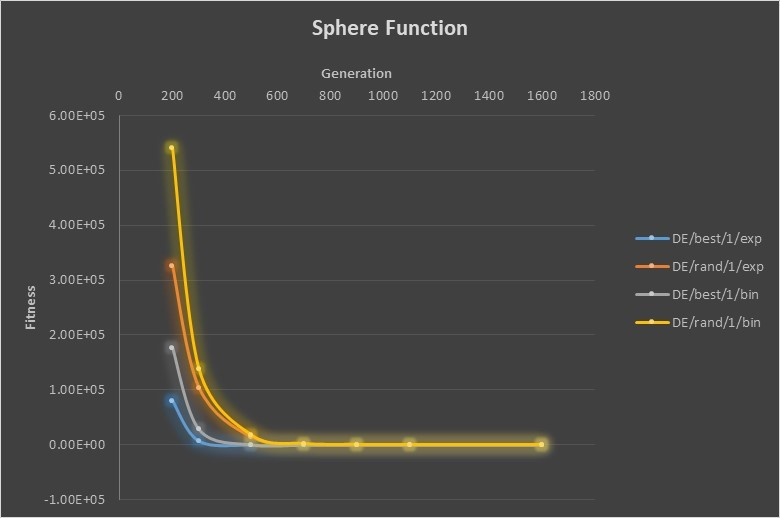 Sphere Function
Generation
0 200 400 600 800 1000 1200 1400 1600 1800
6.00E+05
5.00E+05
4.00E+05
3.00E+05
2.00E+05
1.00E+05
0.00E+00
-1.00E+05
Fitness
DE/best/1/exp
DE/rand/1/exp
DE/best/1/bin
DE/rand/1/bin